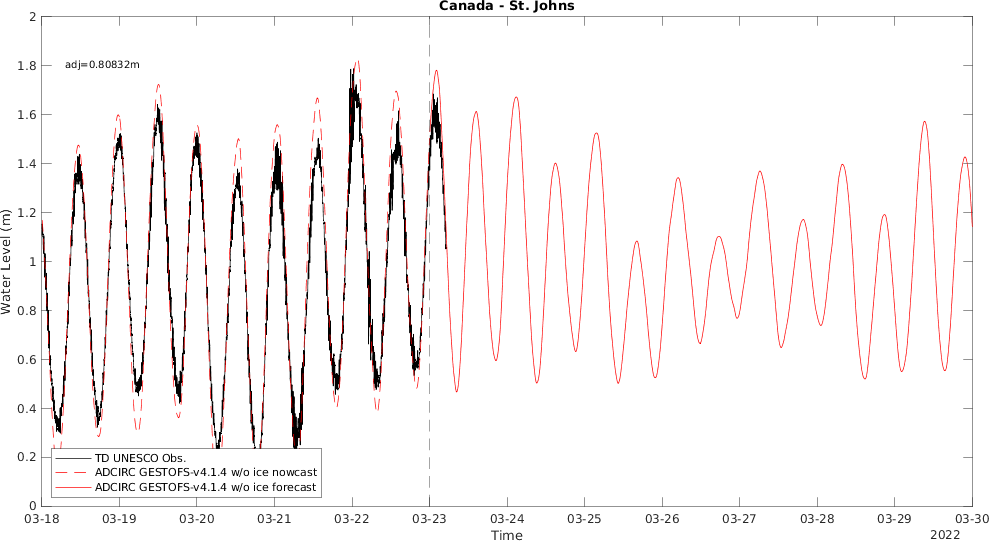 Canada - St. Johns
2
1.8
1.6
1.4
1.2
1
0.8
0.6
0.4
0.2
0
Water Level (m)
adj=0.80832m
TD UNESCO Obs.
ADCIRC GESTOFS-v4.1.4 w/o ice nowcast
ADCIRC GESTOFS-v4.1.4 w/o ice forecast
03-18 03-19 03-20 03-21 03-22 03-23 03-24 03-25 03-26 03-27 03-28 03-29 03-30
Time
2022